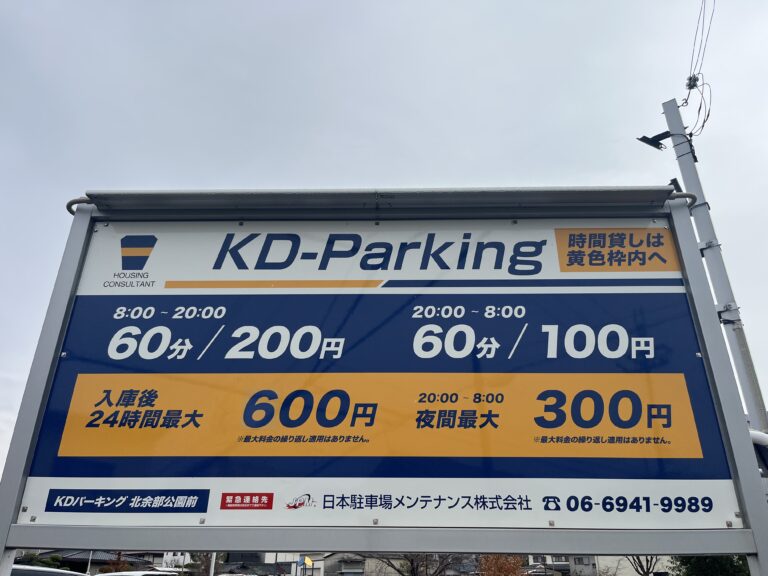 HOUSING
CONSULTANT
KD-Parking
時間貸しは
黄色枠内へ
8:00 ~ 20:00
60分/200円
20:00 ~ 8:00
60分/100円
入庫後
24時間最大
600円
※最大料金の繰り返し適用はありません。
20:00 ~ 8:00
夜間最大
300円
※最大料金の繰り返し適用はありません。
KDパーキング 北余部公園前
緊急連絡先
日本駐車場メンテナンス株式会社
☎ 06-6941-9989